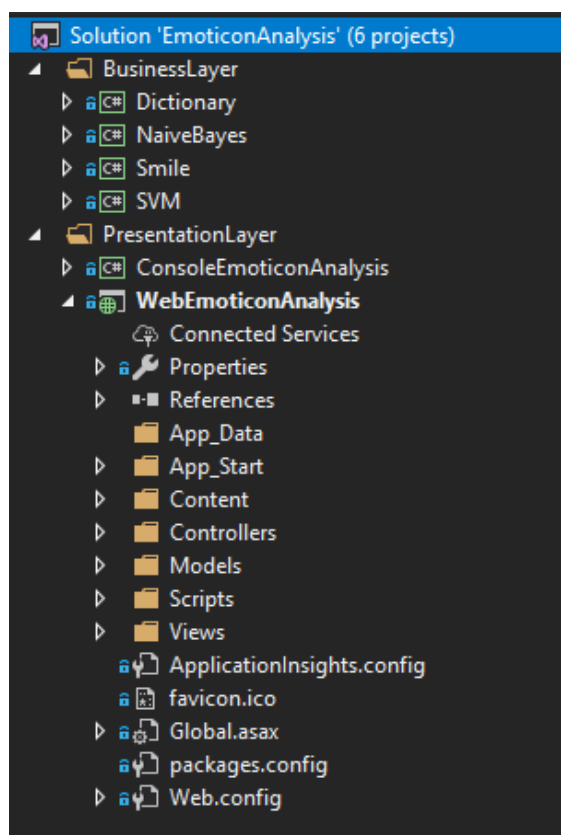 Solution 'EmoticonAnalysis' (6 projects)
BusinessLayer
C# Dictionary
C# NaiveBayes
C# Smile
C# SVM
PresentationLayer
C# ConsoleEmoticonAnalysis
WebEmoticonAnalysis
Connected Services
Properties
References
App_Data
App_Start
Content
Controllers
Models
Scripts
Views
ApplicationInsights.config
favicon.ico
Global.asax
packages.config
Web.config